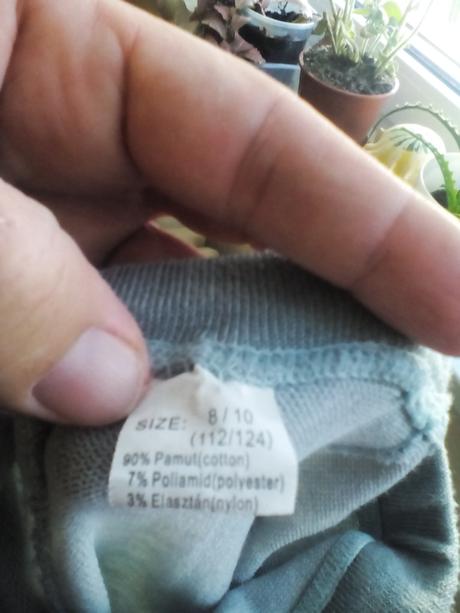 SIZE: 8/10
(112/124)
90% Pamut(cotton)
7% Poliamid(polyester)
3% Elasztán(nylon)